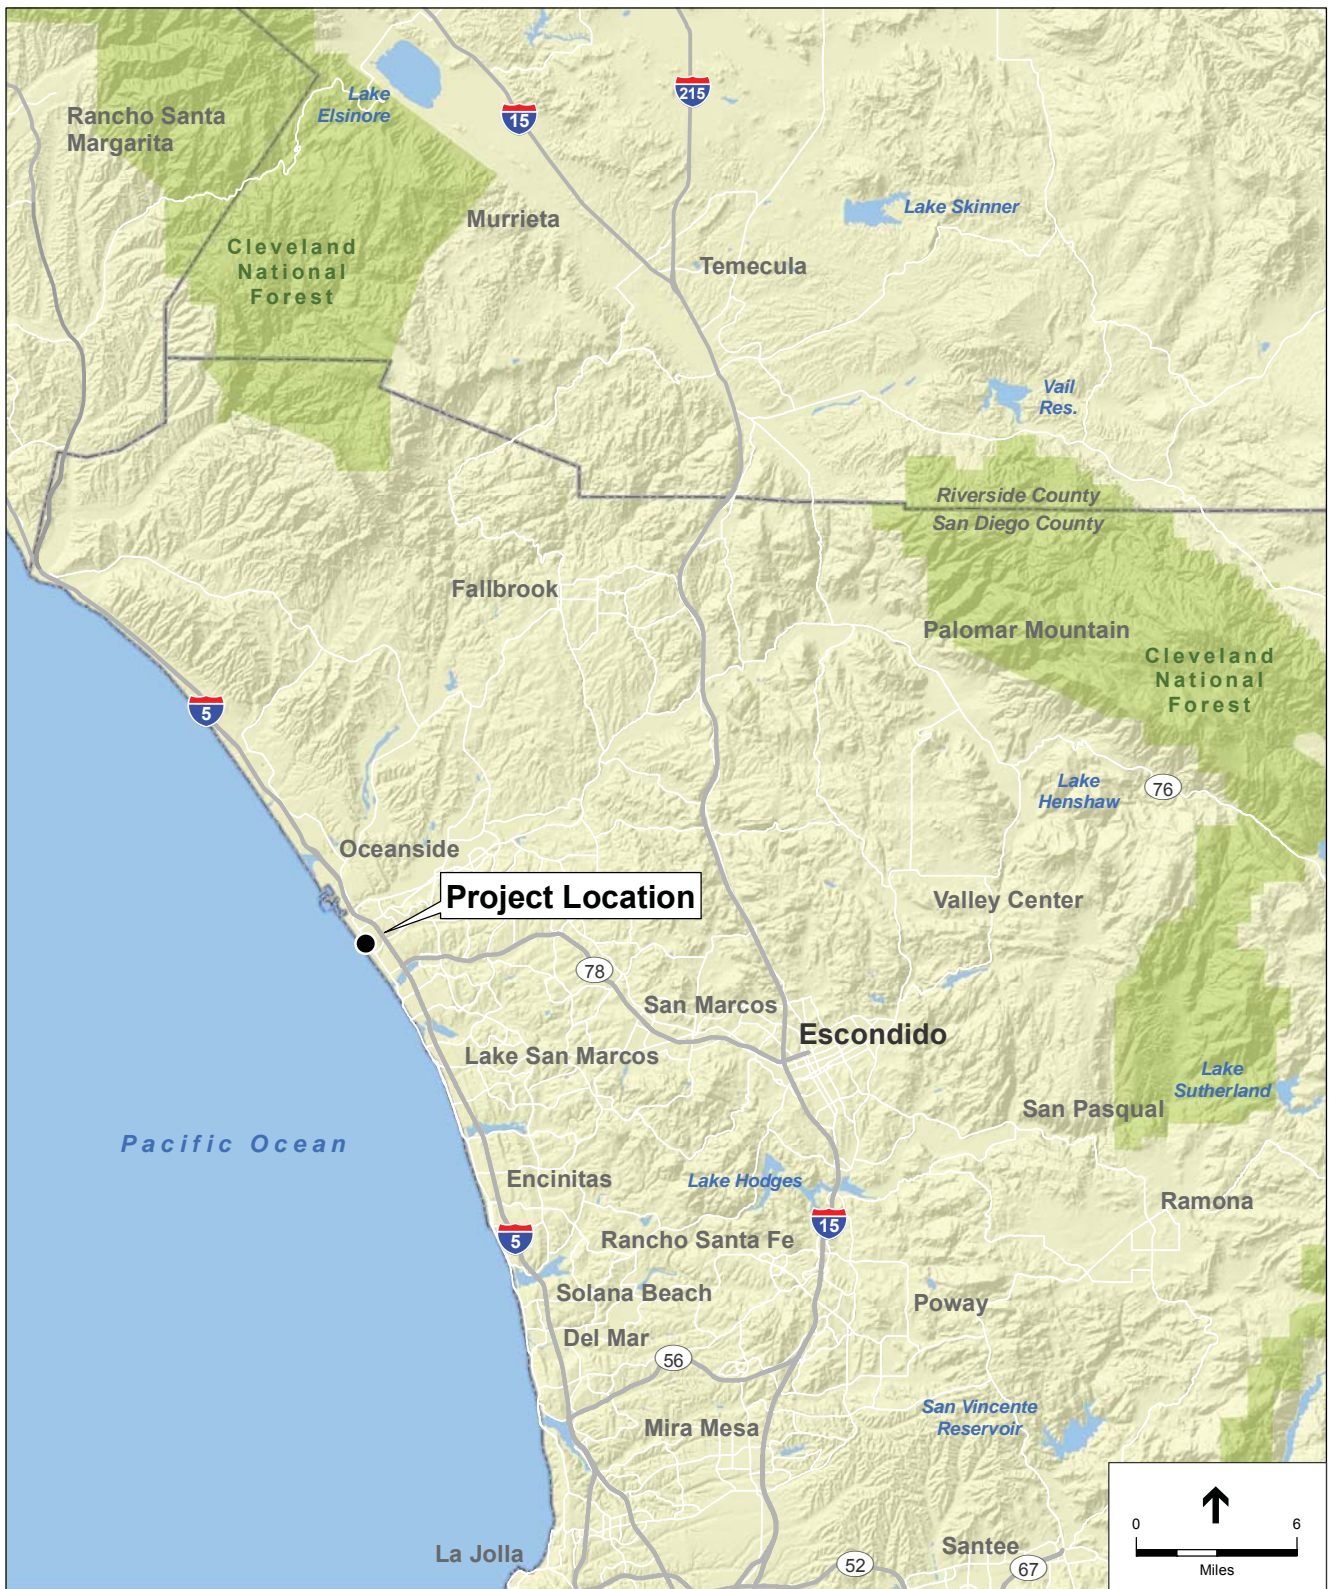 Lake
Elsinore
215
15
Rancho Santa
Margarita
Lake Skinner
Murrieta
Cleveland
National
Forest
Temecula
Vail
Res.
Riverside County
San Diego County
Fallbrook
Palomar Mountain
Cleveland
National
Forest
5
Lake
Henshaw
76
Oceanside
Project Location
Valley Center
78
San Marcos
Escondido
Lake San Marcos
Lake
Sutherland
San Pasqual
Pacific Ocean
Encinitas
Lake Hodges
Ramona
15
5
Rancho Santa Fe
Solana Beach
Poway
Del Mar
56
San Vincente
Reservoir
Mira Mesa
0 6
Miles
La Jolla
Santee
52
67